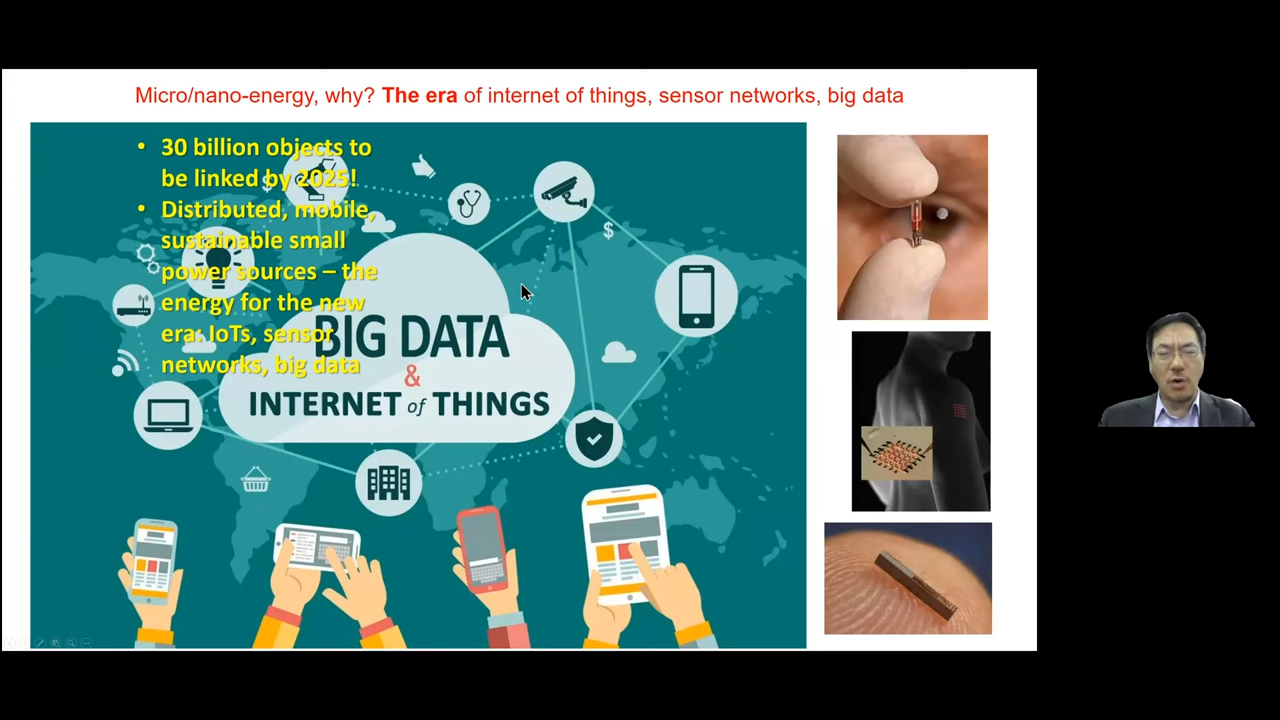 Micro/nano-energy, why? The era of internet of things, sensor networks, big data
• 30 billion objects to
be linked by 2025!
• Distributed, mobile,
sustainable small
power sources – the
energy for the new
era: IoTs, sensor
networks, big data
BIG DATA
&
INTERNET of THINGS
$
$